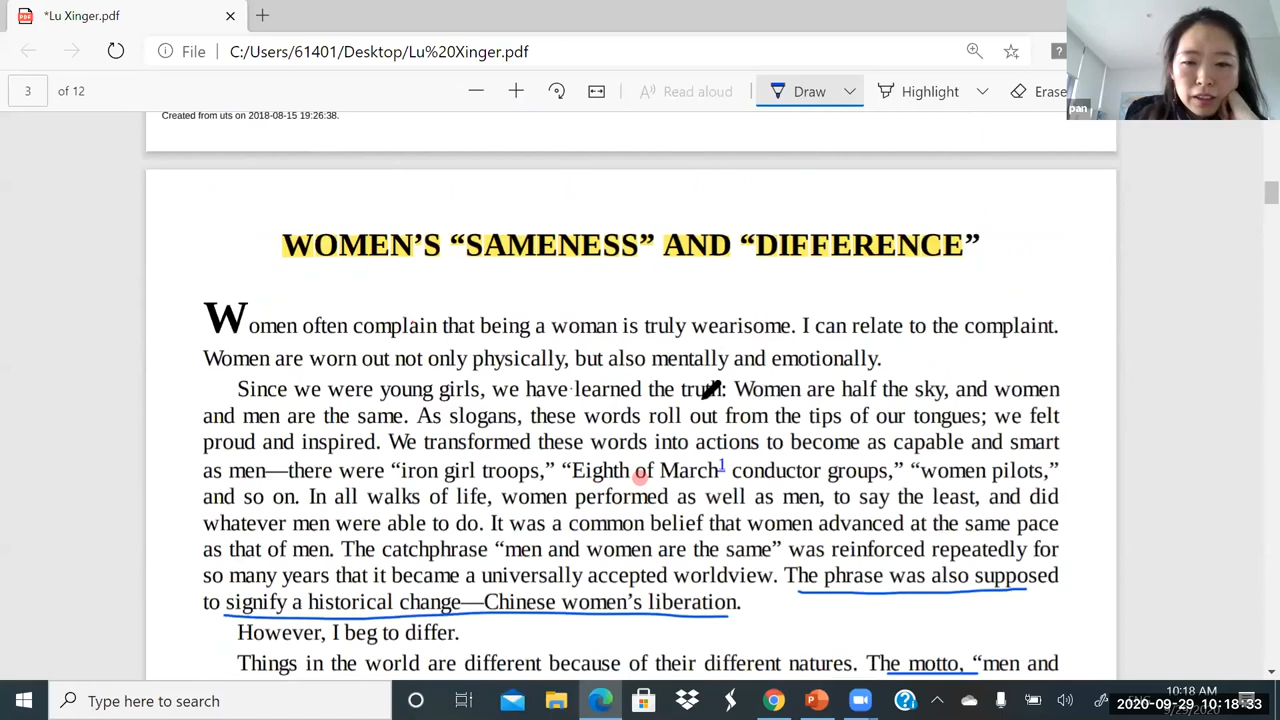 *Lu Xinger.pdf
File
C:/Users/61401/Desktop/Lu%20Xinger.pdf
3 of 12
Read aloud
Draw
Highlight
Erase
pan
Created from uts on 2018-08-15 19:26:38.
WOMEN’S “SAMENESS” AND “DIFFERENCE”
Women often complain that being a woman is truly wearisome. I can relate to the complaint.
Women are worn out not only physically, but also mentally and emotionally.
Since we were young girls, we have learned the truth: Women are half the sky, and women
and men are the same. As slogans, these words roll out from the tips of our tongues; we felt
proud and inspired. We transformed these words into actions to become as capable and smart
as men—there were “iron girl troops,” “Eighth of March1 conductor groups,” “women pilots,”
and so on. In all walks of life, women performed as well as men, to say the least, and did
whatever men were able to do. It was a common belief that women advanced at the same pace
as that of men. The catchphrase “men and women are the same” was reinforced repeatedly for
so many years that it became a universally accepted worldview. The phrase was also supposed
to signify a historical change—Chinese women’s liberation.
However, I beg to differ.
Things in the world are different because of their different natures. The motto, “men and
Type here to search
10:18 AM
2020-09-29 10:18:33